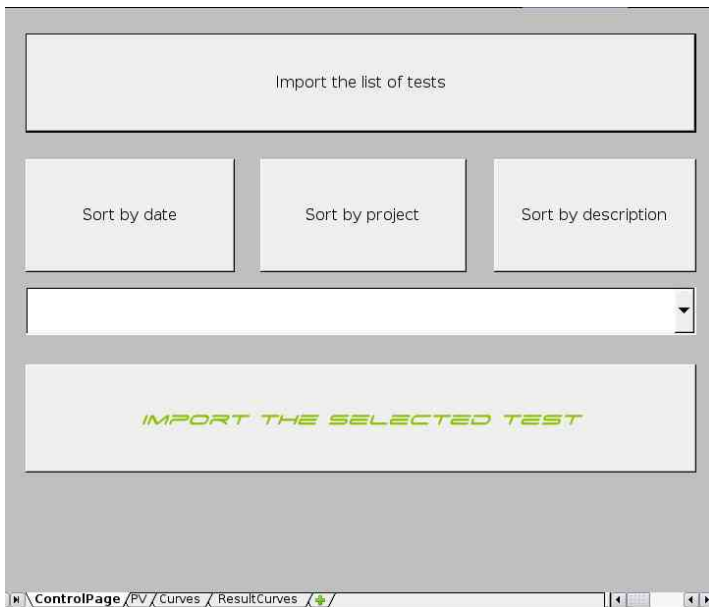 Import the list of tests
Sort by date
Sort by project
Sort by description
IMPORT THE SELECTED TEST
ControlPage
PV
Curves
ResultCurves